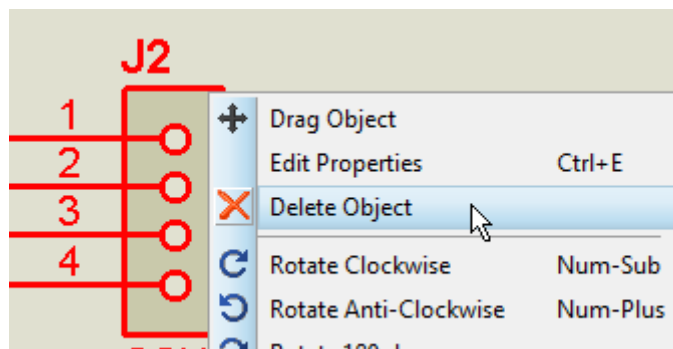 J2
1
2
3
4
Drag Object
Edit Properties Ctrl+E
Delete Object
Rotate Clockwise Num-Sub
Rotate Anti-Clockwise Num-Plus